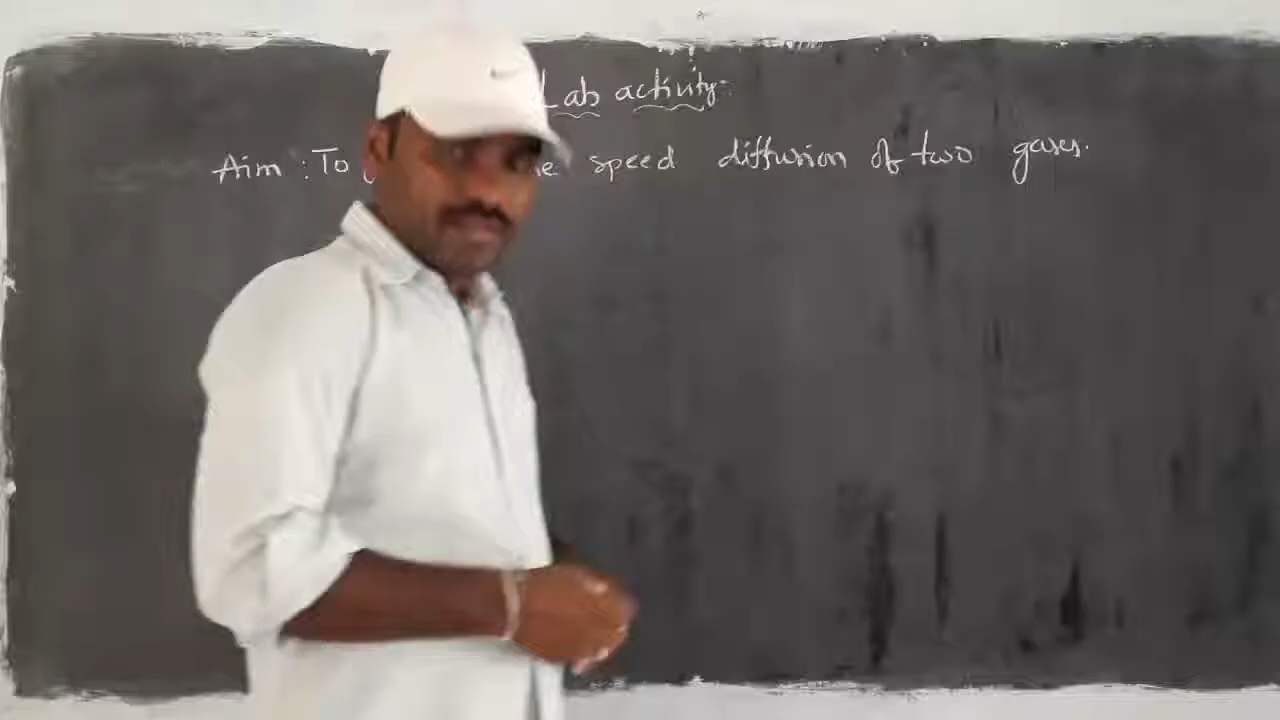 Lab activity:
Aim : To speed diffusion of two gases.